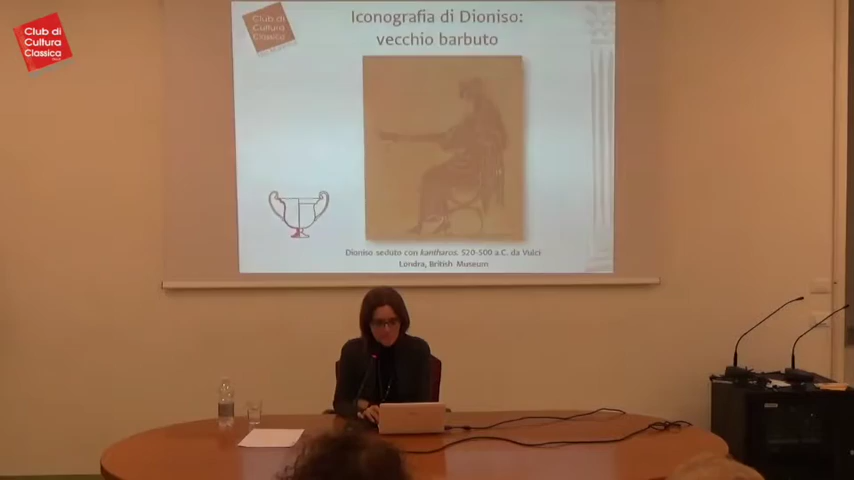 Club di
Cultura
Classica
Club di
Cultura
Classica
Iconografia di Dioniso:
vecchio barbuto
Dioniso seduto con kantharos. 520-500 a.C. da Vulci
Londra, British Museum